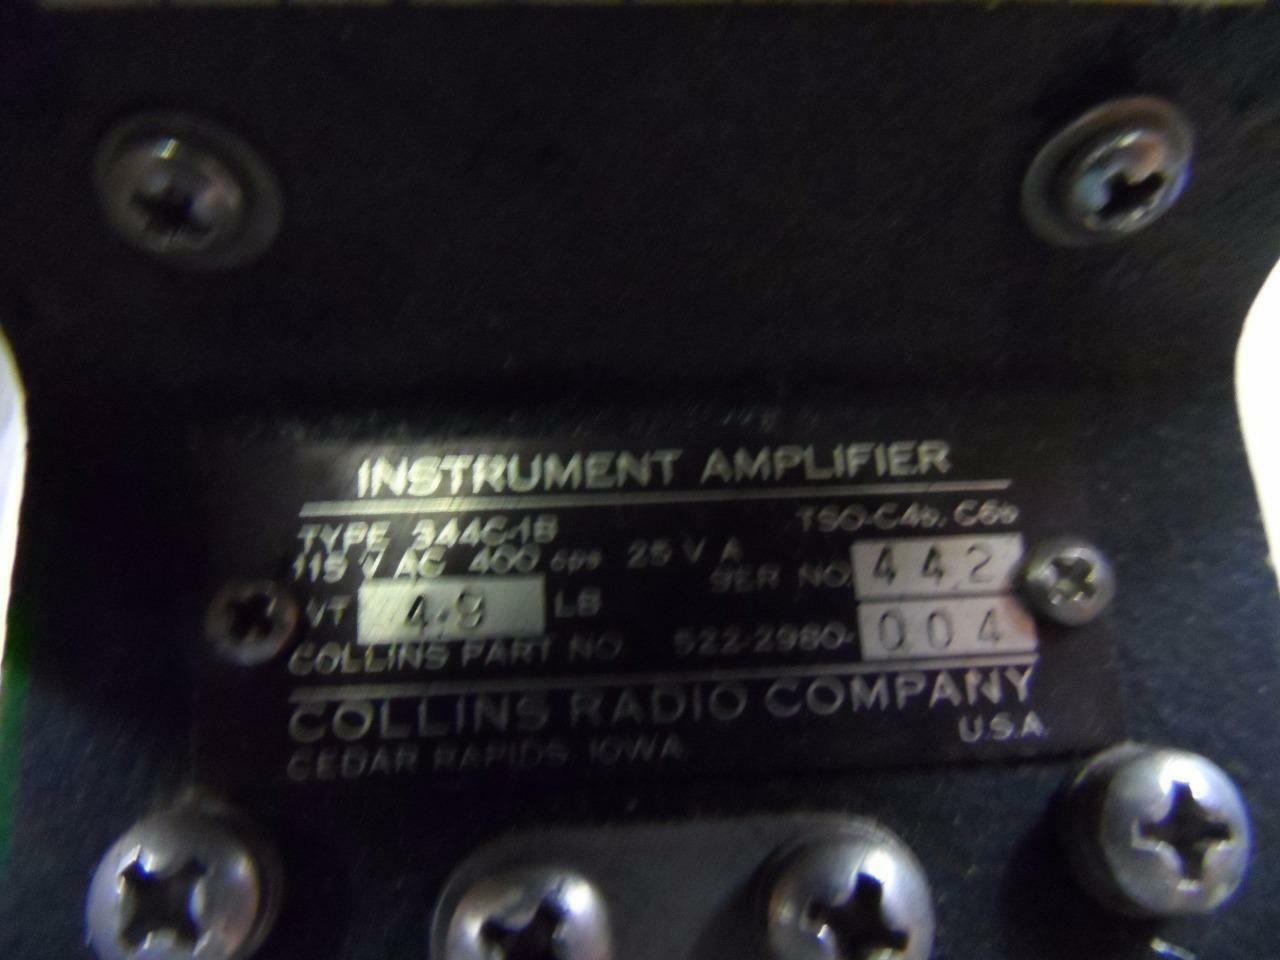 INSTRUMENT AMPLIFIER
TYPE 344C-1B TSO-C4b, C6b
115 V AC 400 cps 25 V A SER NO 442
WT 4.9 LB
COLLINS PART NO 522-2980-004
COLLINS RADIO COMPANY
CEDAR RAPIDS, IOWA U.S.A.